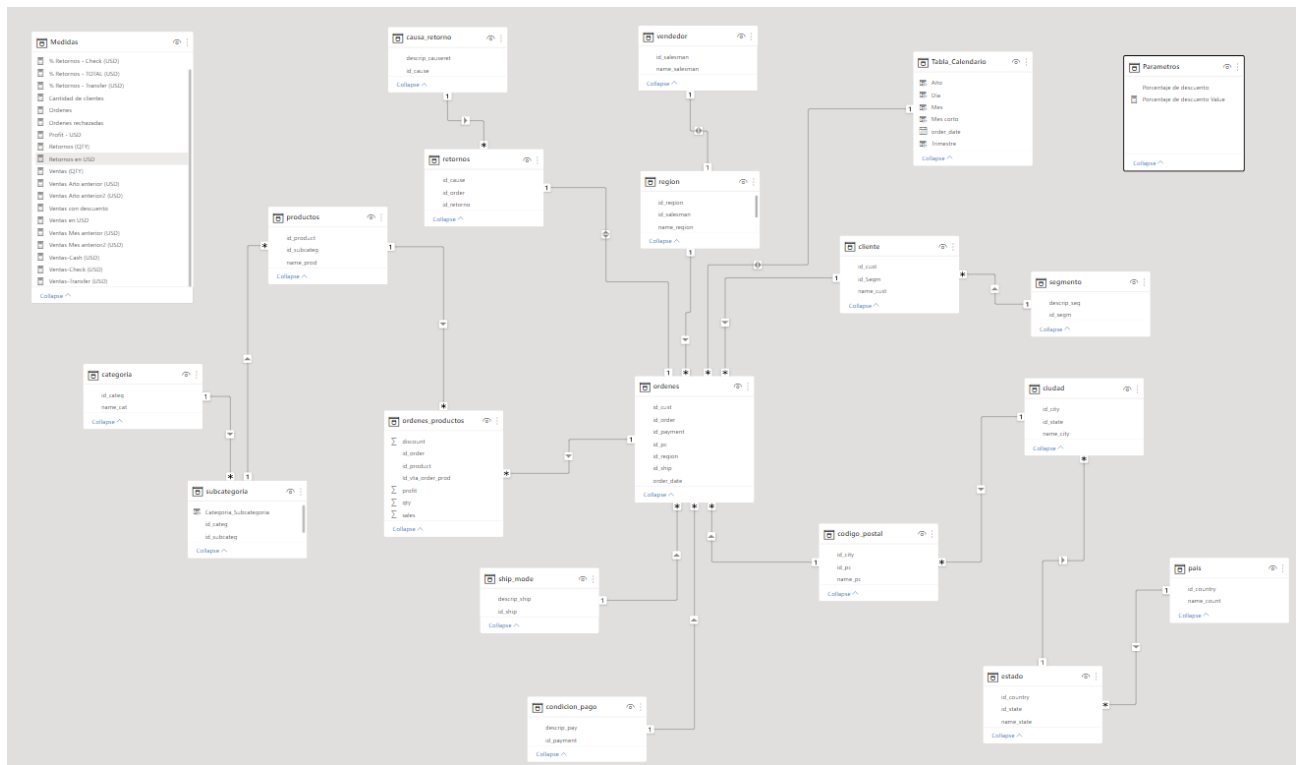 Medidas
% Retornos - Check (USD)
% Retornos - TOTAL (USD)
% Retornos - Transfer (USD)
Cantidad de clientes
Ordenes
Ordenes rechazadas
Profit - USD
Retornos (QTY)
Retornos en USD
Ventas (QTY)
Ventas Año anterior (USD)
Ventas Año anterior2 (USD)
Ventas con descuento
Ventas en USD
Ventas Mes anterior (USD)
Ventas Mes anterior2 (USD)
Ventas-Cash (USD)
Ventas-Check (USD)
Ventas-Transfer (USD)
Collapse
causa_retorno
descrip_causeret
id_cause
Collapse
vendedor
id_salesman
name_salesman
Collapse
Tabla_Calendario
Año
Dia
Mes
Mes corto
order_date
Trimestre
Collapse
Parametros
Porcentaje de descuento
Porcentaje de descuento Value
Collapse
retornos
id_cause
id_order
id_retorno
Collapse
region
id_region
id_salesman
name_region
Collapse
productos
id_product
id_subcateg
name_prod
Collapse
cliente
id_cust
id_Segm
name_cust
Collapse
segmento
descrip_seg
id_segm
Collapse
categoria
id_categ
name_cat
Collapse
ordenes_productos
discount
id_order
id_product
id_vta_order_prod
profit
qty
sales
Collapse
ordenes
id_cust
id_order
id_payment
id_pc
id_region
id_ship
order_date
Collapse
ciudad
id_city
id_state
name_city
Collapse
subcategoria
Categoria_Subcategoria
id_categ
id_subcateg
Collapse
codigo_postal
id_city
id_pc
name_pc
Collapse
ship_mode
descrip_ship
id_ship
Collapse
pais
id_country
name_count
Collapse
estado
id_country
id_state
name_state
Collapse
condicion_pago
descrip_pay
id_payment
Collapse